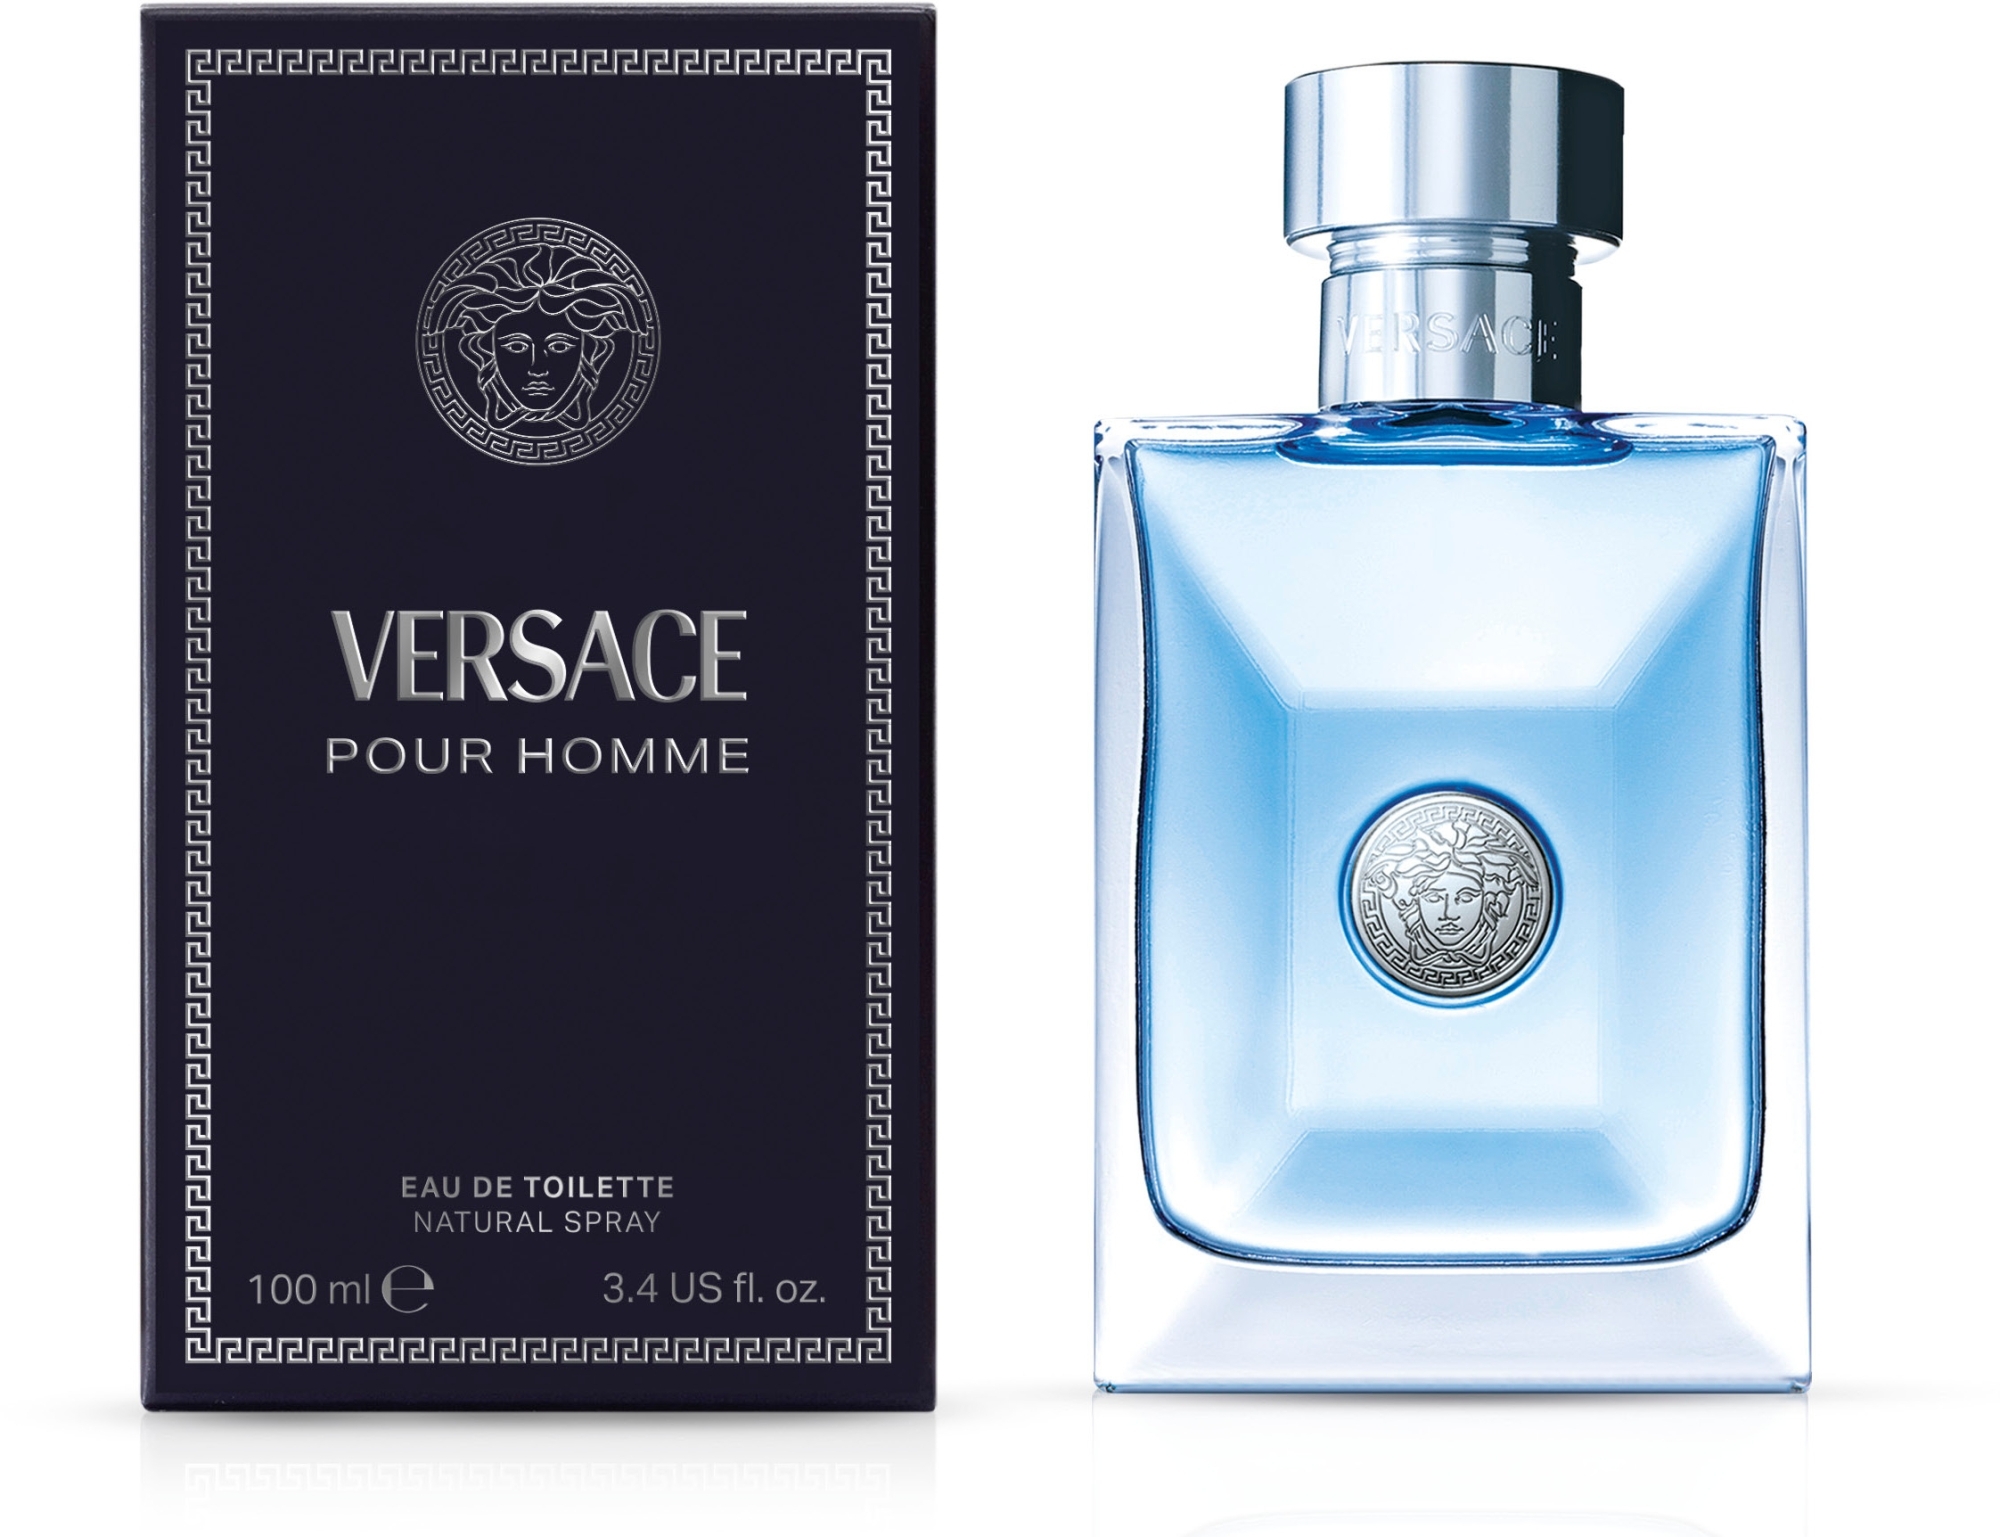 VERSACE
POUR HOMME
EAU DE TOILETTE
NATURAL SPRAY
100 ml ℮
3.4 US fl. oz.
VERSACE